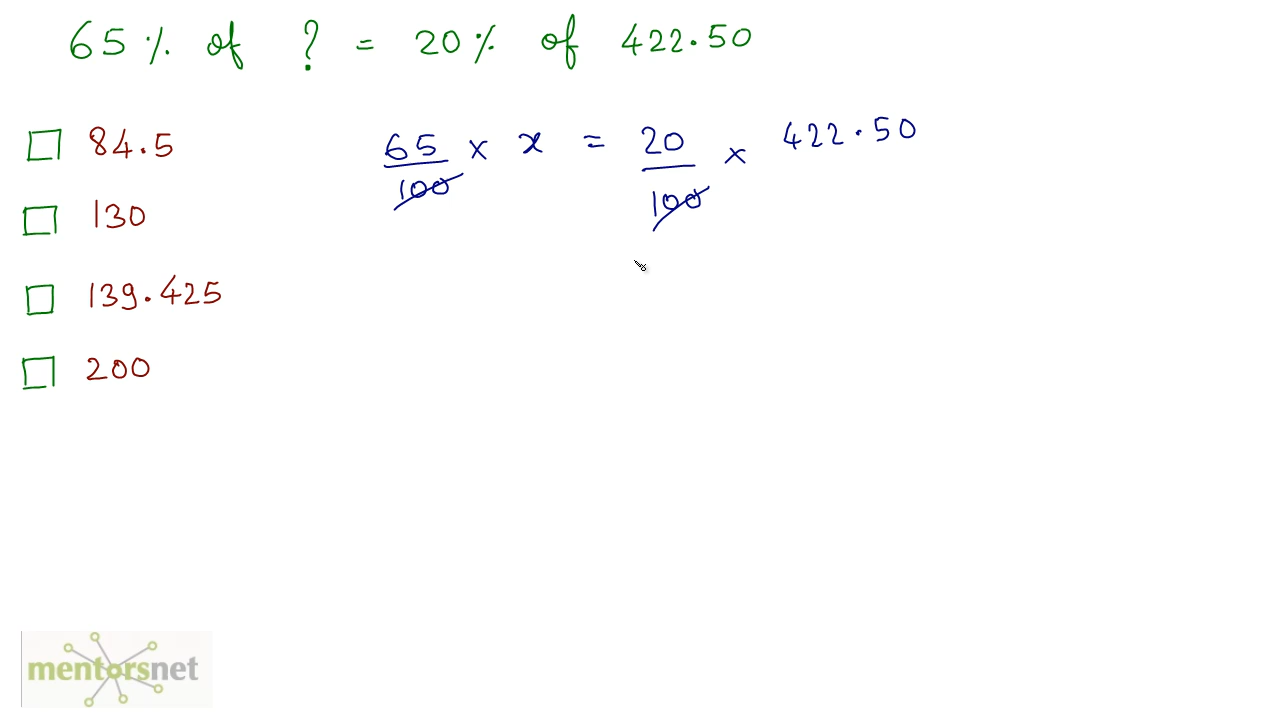 65% of ? = 20% of 422.50
84.5
130
139.425
200
65/100 × x = 20/100 × 422.50
mentorsnet